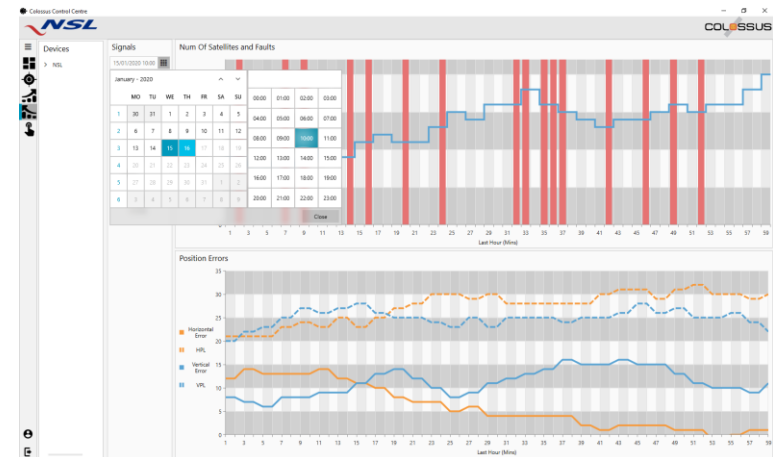 Colossus Control Centre
NSL
COLOSSUS
Devices
NSL
Signals
15/01/2020 10:00
January - 2020
MO TU WE TH FR SA SU
1 30 31 1 2 3 4 5
2 6 7 8 9 10 11 12
3 13 14 15 16 17 18 19
4 20 21 22 23 24 25 26
5 27 28 29 30 31 1 2
6 3 4 5 6 7 8 9
00:00 01:00 02:00 03:00
04:00 05:00 06:00 07:00
08:00 09:00 10:00 11:00
12:00 13:00 14:00 15:00
16:00 17:00 18:00 19:00
20:00 21:00 22:00 23:00
Close
Num Of Satellites and Faults
0
1 3 5 7 9 11 13 15 17 19 21 23 25 27 29 31 33 35 37 39 41 43 45 47 49 51 53 55 57 59
Last Hour (Mins)
Position Errors
35
30
25
20
15
10
5
0
Horizontal
Error
HPL
Vertical
Error
VPL
1 3 5 7 9 11 13 15 17 19 21 23 25 27 29 31 33 35 37 39 41 43 45 47 49 51 53 55 57 59
Last Hour (Mins)